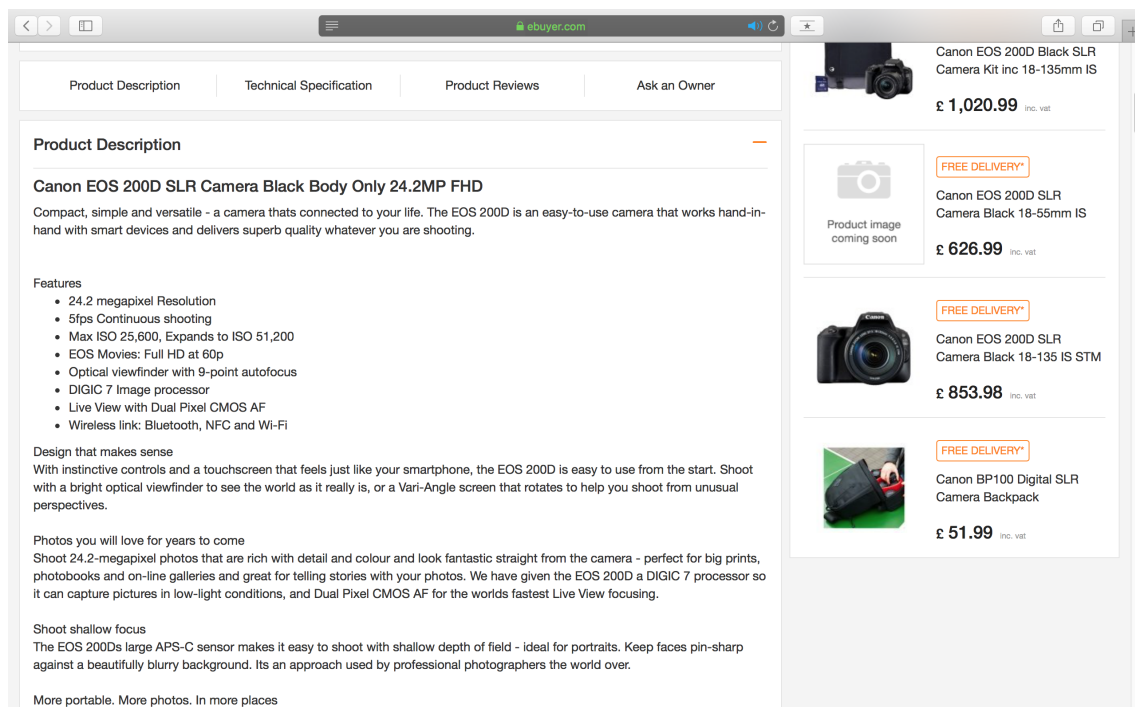 ebuyer.com
Product Description
Technical Specification
Product Reviews
Ask an Owner
Product Description
Canon EOS 200D SLR Camera Black Body Only 24.2MP FHD
Compact, simple and versatile - a camera thats connected to your life. The EOS 200D is an easy-to-use camera that works hand-in-
hand with smart devices and delivers superb quality whatever you are shooting.
Features
• 24.2 megapixel Resolution
• 5fps Continuous shooting
• Max ISO 25,600, Expands to ISO 51,200
• EOS Movies: Full HD at 60p
• Optical viewfinder with 9-point autofocus
• DIGIC 7 Image processor
• Live View with Dual Pixel CMOS AF
• Wireless link: Bluetooth, NFC and Wi-Fi
Design that makes sense
With instinctive controls and a touchscreen that feels just like your smartphone, the EOS 200D is easy to use from the start. Shoot
with a bright optical viewfinder to see the world as it really is, or a Vari-Angle screen that rotates to help you shoot from unusual
perspectives.
Photos you will love for years to come
Shoot 24.2-megapixel photos that are rich with detail and colour and look fantastic straight from the camera - perfect for big prints,
photobooks and on-line galleries and great for telling stories with your photos. We have given the EOS 200D a DIGIC 7 processor so
it can capture pictures in low-light conditions, and Dual Pixel CMOS AF for the worlds fastest Live View focusing.
Shoot shallow focus
The EOS 200Ds large APS-C sensor makes it easy to shoot with shallow depth of field - ideal for portraits. Keep faces pin-sharp
against a beautifully blurry background. Its an approach used by professional photographers the world over.
More portable. More photos. In more places
Canon EOS 200D Black SLR
Camera Kit inc 18-135mm IS
£ 1,020.99 inc. vat
Product image
coming soon
FREE DELIVERY*
Canon EOS 200D SLR
Camera Black 18-55mm IS
£ 626.99 inc. vat
Canon
FREE DELIVERY*
Canon EOS 200D SLR
Camera Black 18-135 IS STM
£ 853.98 inc. vat
FREE DELIVERY*
Canon BP100 Digital SLR
Camera Backpack
£ 51.99 inc. vat